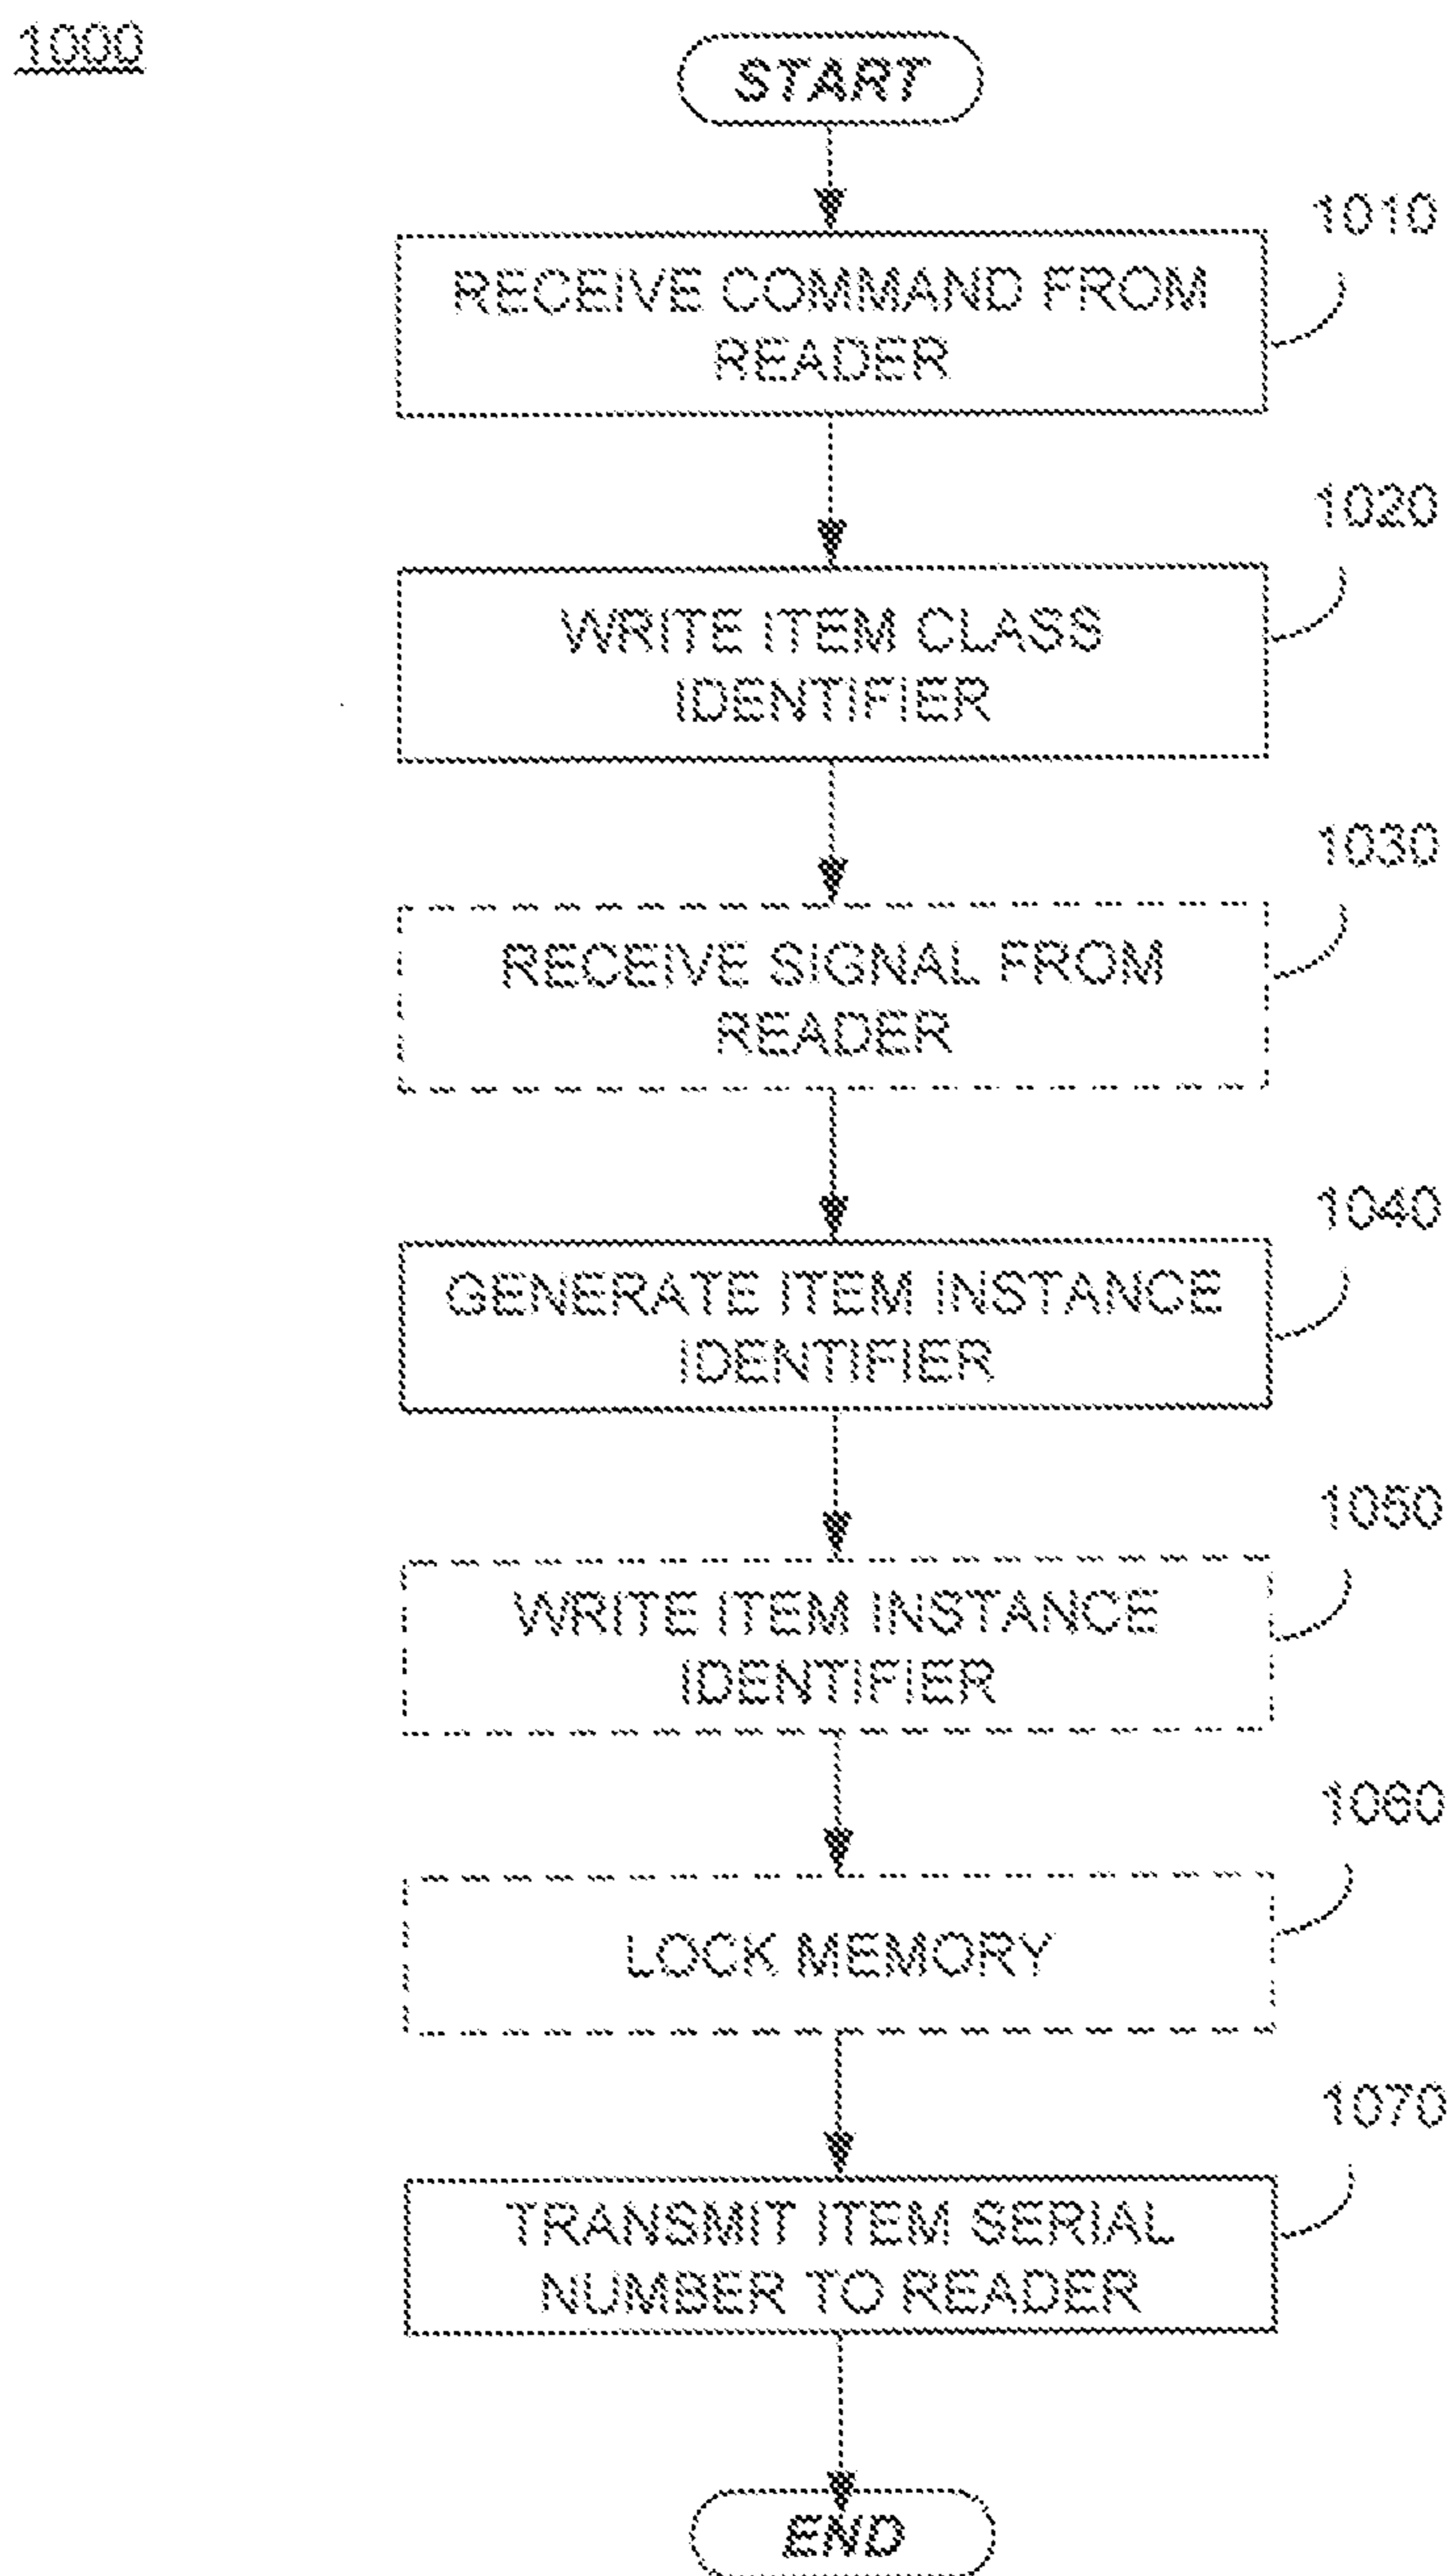 1000
START
1010
RECEIVE COMMAND FROM
READER
1020
WRITE ITEM CLASS
IDENTIFIER
1030
RECEIVE SIGNAL FROM
READER
1040
GENERATE ITEM INSTANCE
IDENTIFIER
1050
WRITE ITEM INSTANCE
IDENTIFIER
1060
LOCK MEMORY
1070
TRANSMIT ITEM SERIAL
NUMBER TO READER
END